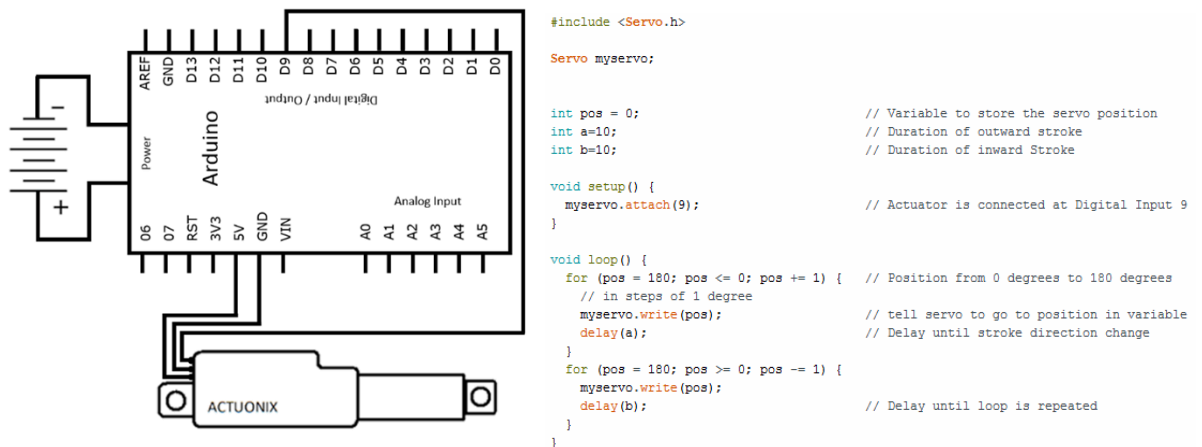 AREF
GND
D13
D12
D11
D10
D9
D8
D7
D6
D5
D4
D3
D2
D1
D0
Digital Input / Output
−
Power
Arduino
+
Analog Input
06
07
RST
3V3
5V
GND
VIN
A0
A1
A2
A3
A4
A5
ACTUONIX
#include <Servo.h>
Servo myservo;
int pos = 0; // Variable to store the servo position
int a=10; // Duration of outward stroke
int b=10; // Duration of inward Stroke
void setup() {
myservo.attach(9); // Actuator is connected at Digital Input 9
}
void loop() {
for (pos = 180; pos <= 0; pos += 1) { // Position from 0 degrees to 180 degrees
// in steps of 1 degree
myservo.write(pos); // tell servo to go to position in variable
delay(a); // Delay until stroke direction change
}
for (pos = 180; pos >= 0; pos -= 1) {
myservo.write(pos);
delay(b); // Delay until loop is repeated
}
}